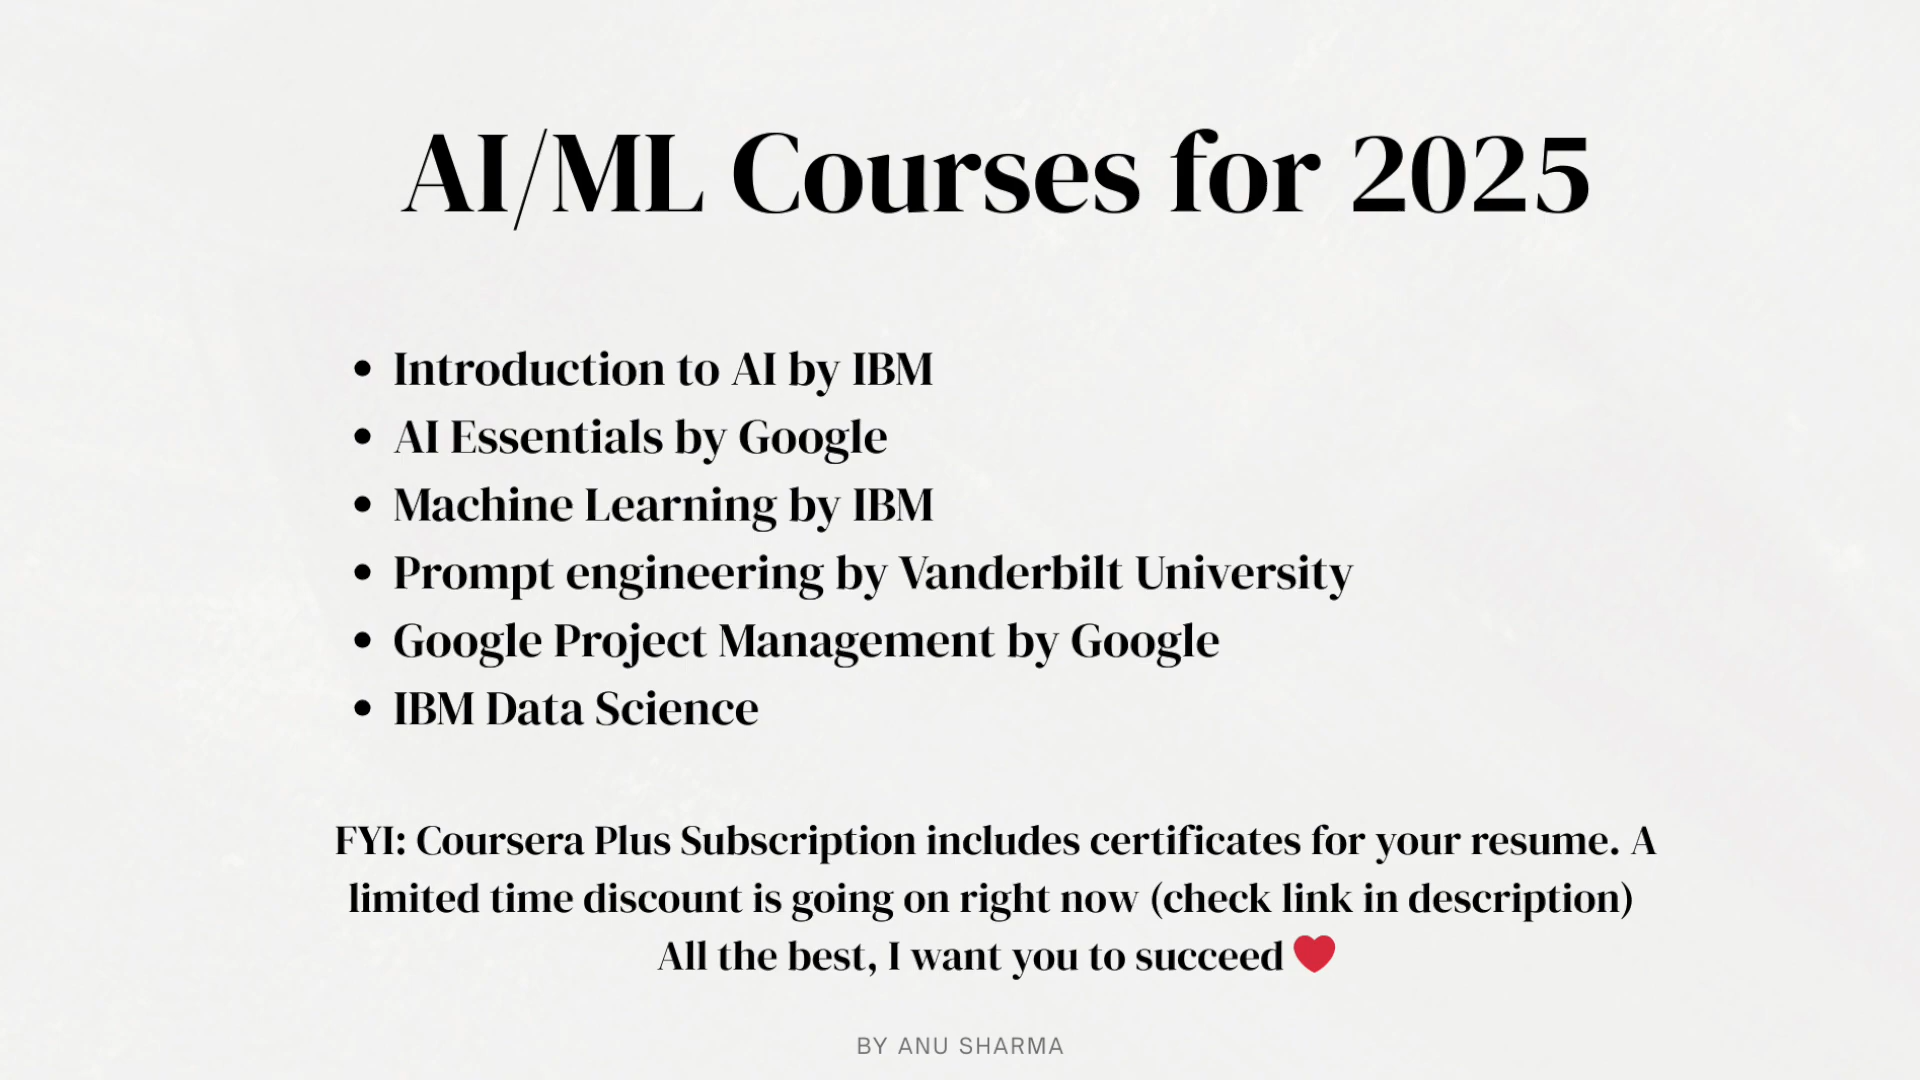 AI/ML Courses for 2025
• Introduction to AI by IBM
• AI Essentials by Google
• Machine Learning by IBM
• Prompt engineering by Vanderbilt University
• Google Project Management by Google
• IBM Data Science
FYI: Coursera Plus Subscription includes certificates for your resume. A
limited time discount is going on right now (check link in description)
All the best, I want you to succeed ❤️
BY ANU SHARMA